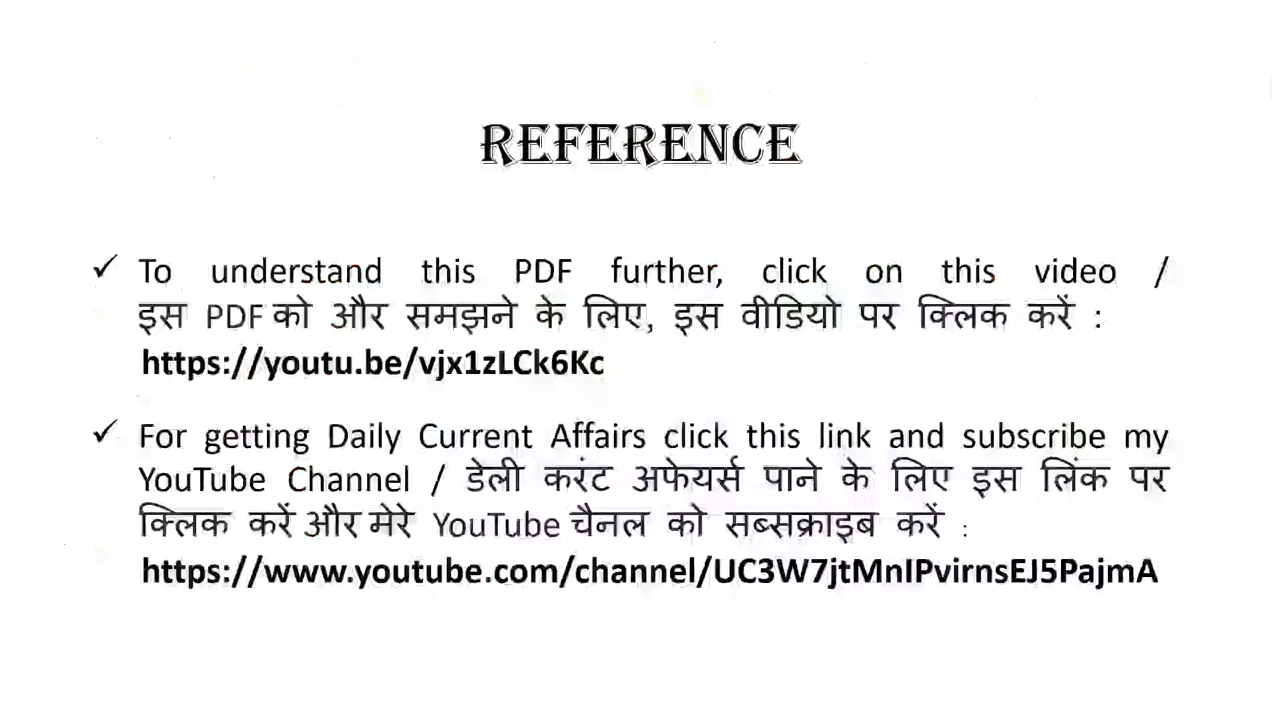 REFERENCE
✓ To understand this PDF further, click on this video /
इस PDF को और समझने के लिए, इस वीडियो पर क्लिक करें :
https://youtu.be/vjx1zLCk6Kc
✓ For getting Daily Current Affairs click this link and subscribe my
YouTube Channel / डेली करंट अफेयर्स पाने के लिए इस लिंक पर
क्लिक करें और मेरे YouTube चैनल को सब्सक्राइब करें :
https://www.youtube.com/channel/UC3W7jtMnIPvirnsEJ5PajmA